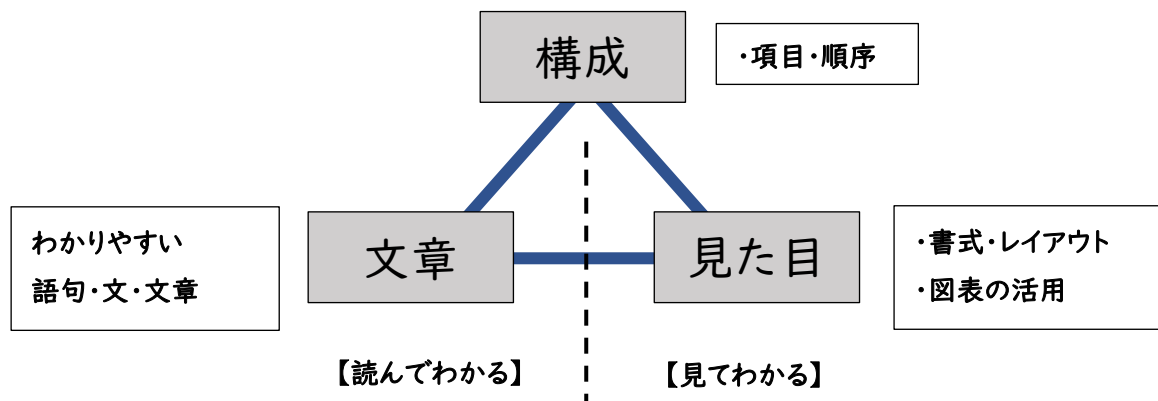 構成
・項目・順序
わかりやすい
語句・文・文章
文章
見た目
・書式・レイアウト
・図表の活用
【読んでわかる】
【見てわかる】